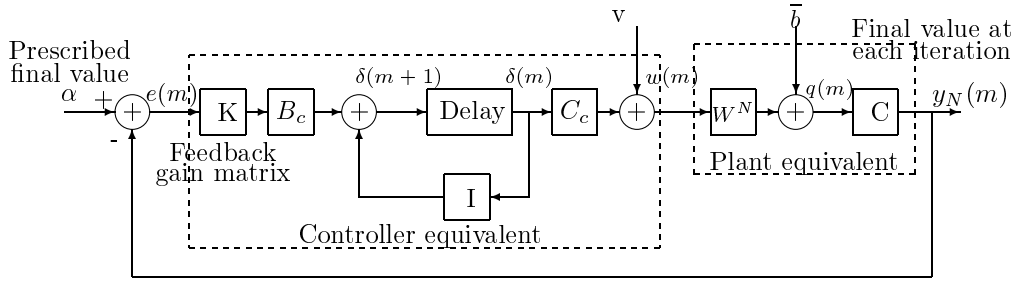 v
b̅
Prescribed
final value
Final value at
each iteration
α
+
e(m)
δ(m + 1)
δ(m)
w(m)
q(m)
y_N(m)
+
K
B_c
+
Delay
C_c
+
W^N
+
C
-
Feedback
gain matrix
Plant equivalent
I
Controller equivalent